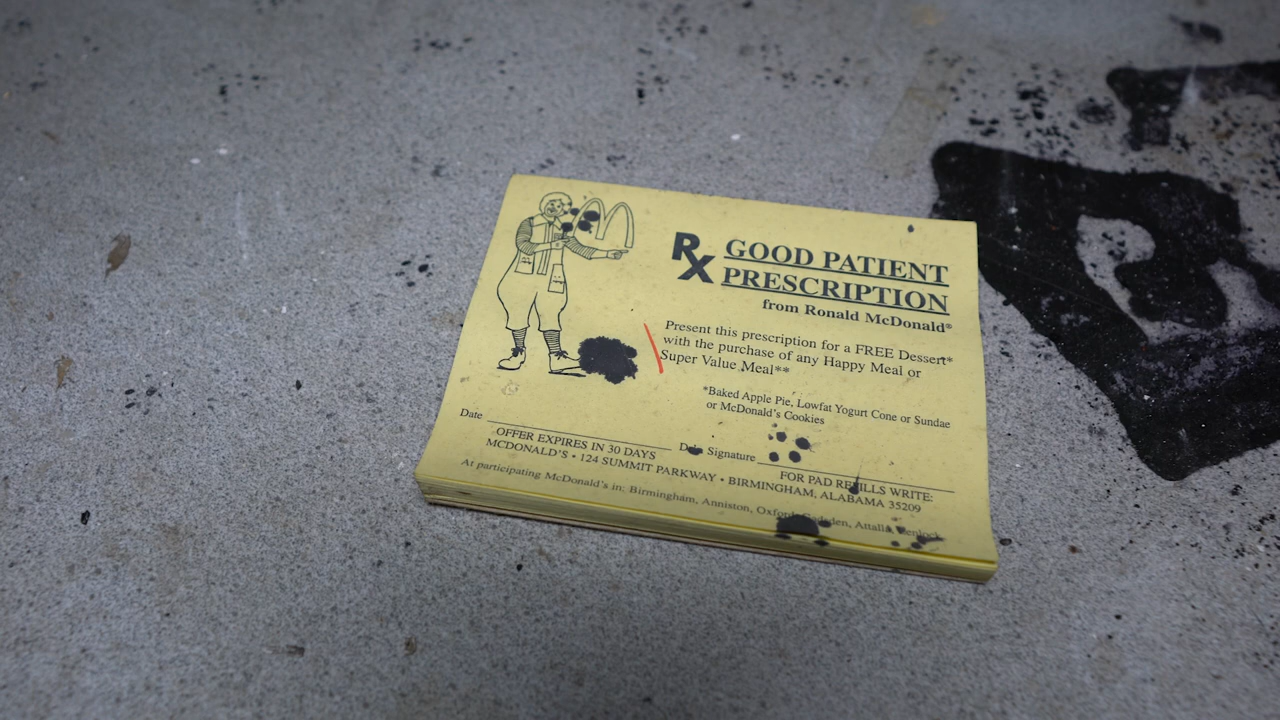 Rx GOOD PATIENT
PRESCRIPTION
from Ronald McDonald®
Present this prescription for a FREE Dessert*
with the purchase of any Happy Meal or
Super Value Meal**
*Baked Apple Pie, Lowfat Yogurt Cone or Sundae
or McDonald's Cookies
Date
Signature
OFFER EXPIRES IN 30 DAYS
FOR PAD REFILLS WRITE:
MCDONALD'S • 124 SUMMIT PARKWAY • BIRMINGHAM, ALABAMA 35209
At participating McDonald's in: Birmingham, Anniston, Oxford, Gadsden, Attalla,